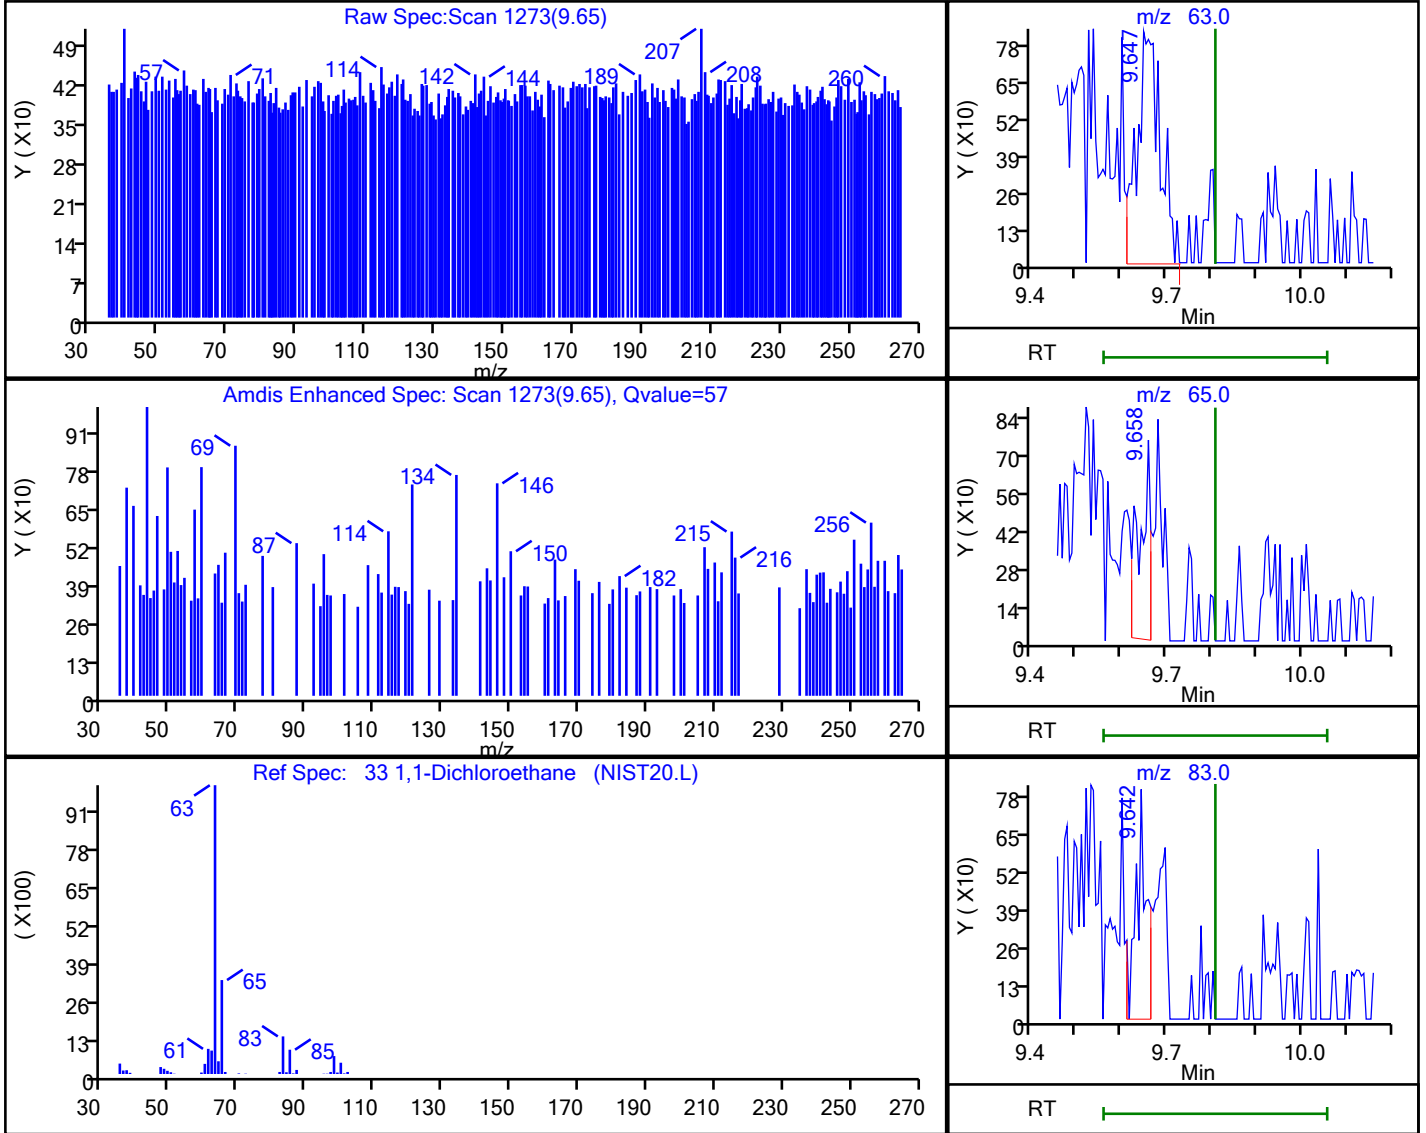 Raw Spec:Scan 1273(9.65)
Y ( X10)
49
42
35
28
21
14
7
0
57
71
114
142
144
189
207
208
260
30 50 70 90 110 130 150 170 190 210 230 250 270
m/z
m/z 63.0
Y ( X10)
78
65
52
39
26
13
0
9.647
9.4 9.7 10.0
Min
RT
Amdis Enhanced Spec: Scan 1273(9.65), Qvalue=57
Y ( X10)
91
78
65
52
39
26
13
0
69
87
114
134
146
150
182
215
216
256
30 50 70 90 110 130 150 170 190 210 230 250 270
m/z
m/z 65.0
Y ( X10)
84
70
56
42
28
14
0
9.658
9.4 9.7 10.0
Min
RT
Ref Spec: 33 1,1-Dichloroethane (NIST20.L)
( X100)
91
78
65
52
39
26
13
0
63
65
61
83
85
30 50 70 90 110 130 150 170 190 210 230 250 270
m/z 83.0
Y ( X10)
78
65
52
39
26
13
0
9.642
9.4 9.7 10.0
Min
RT